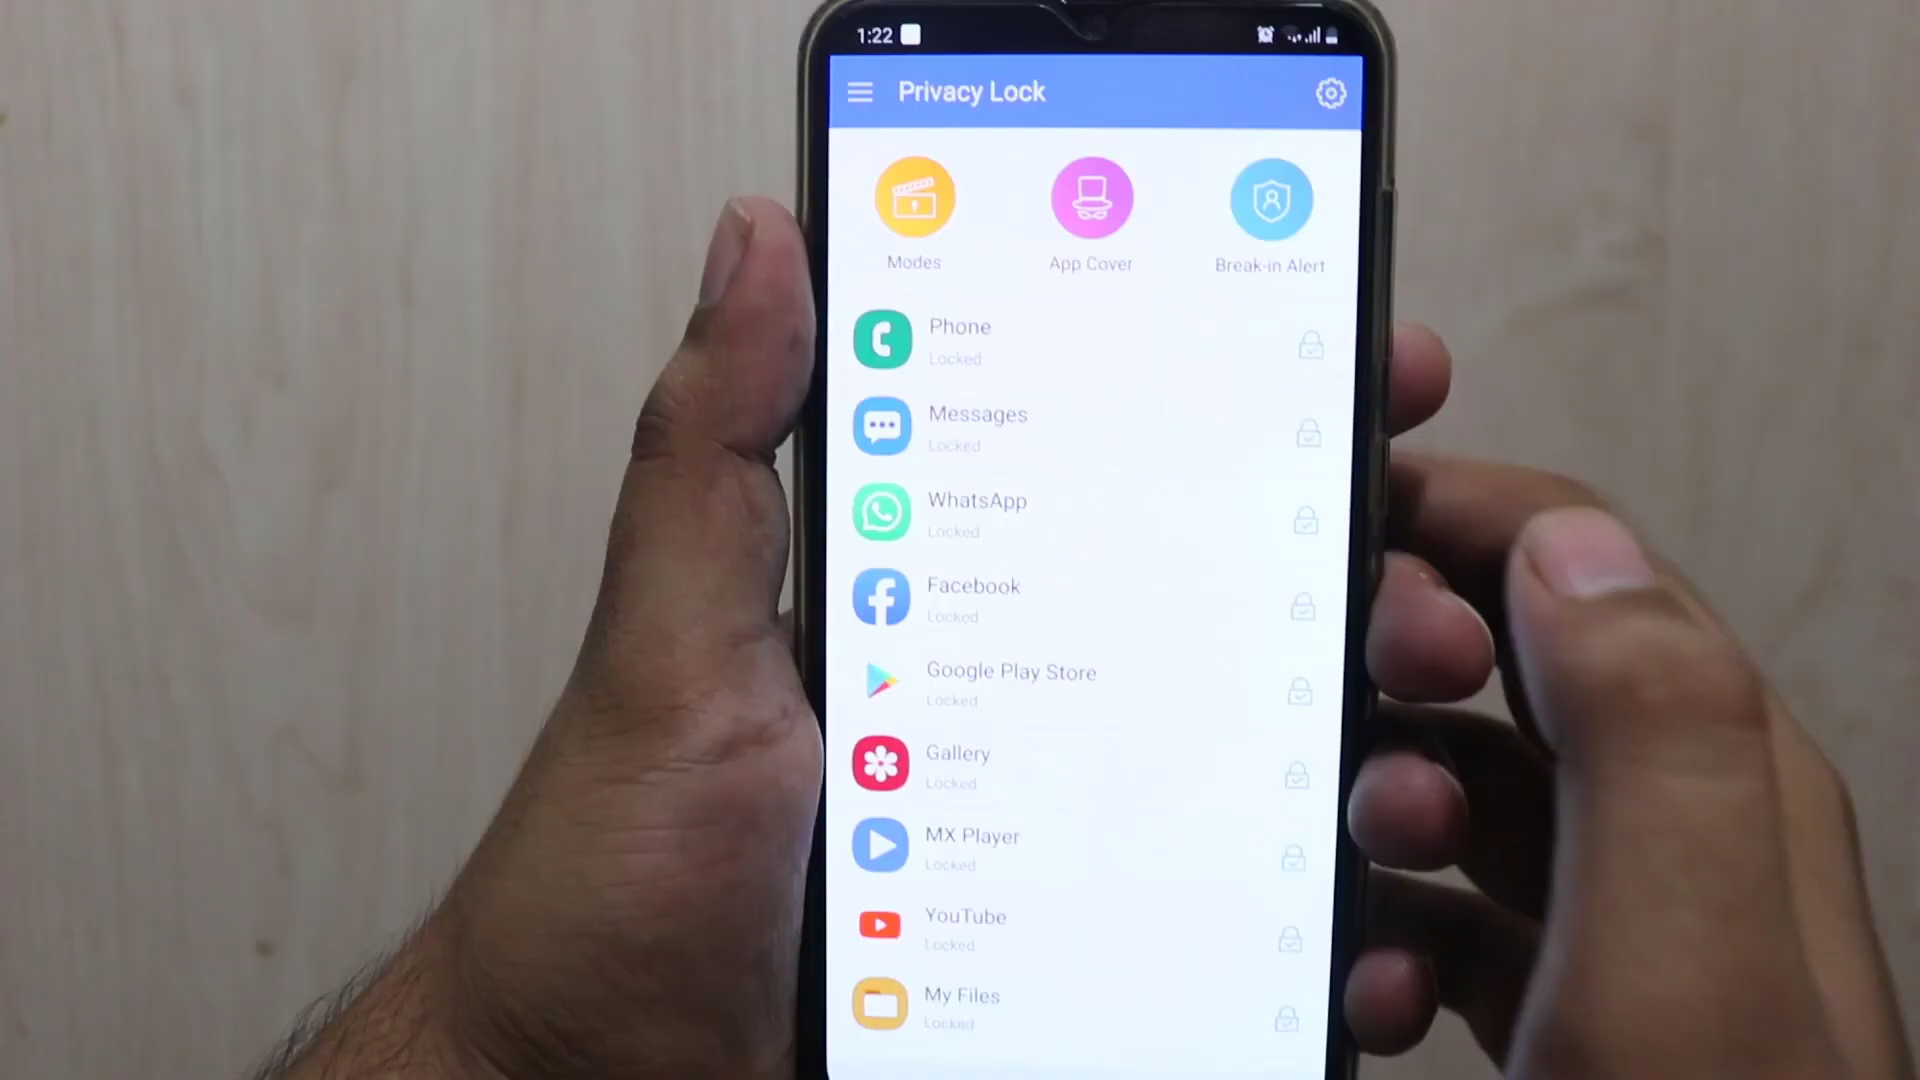 1:22
Privacy Lock
Modes
App Cover
Break-in Alert
Phone
Locked
Messages
Locked
WhatsApp
Locked
Facebook
Locked
Google Play Store
Locked
Gallery
Locked
MX Player
Locked
YouTube
Locked
My Files
Locked